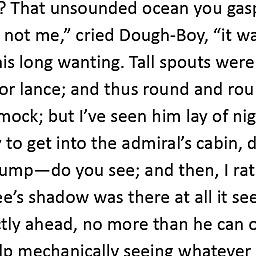 ? That unsounded ocean you gasp
not me,” cried Dough-Boy, “it wa
his long wanting. Tall spouts were
or lance; and thus round and rou
mock; but I’ve seen him lay of nig
to get into the admiral’s cabin, d
ump—do you see; and then, I rat
ee’s shadow was there at all it see
tly ahead, no more than he can c
lp mechanically seeing whatever